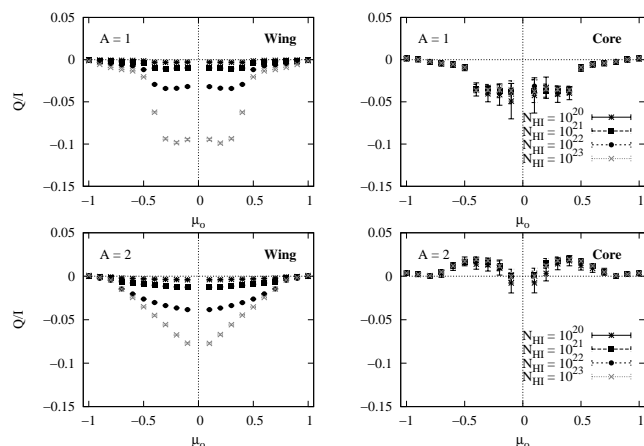 0.05
A = 1
Wing
0
−0.05
−0.1
−0.15
Q/I
−1
−0.5
0
0.5
1
μo
0.05
A = 1
Core
0
−0.05
−0.1
−0.15
N_HI = 10^20
N_HI = 10^21
N_HI = 10^22
N_HI = 10^23
−1
−0.5
0
0.5
1
μo
0.05
A = 2
Wing
0
−0.05
−0.1
−0.15
Q/I
−1
−0.5
0
0.5
1
μo
0.05
A = 2
Core
0
−0.05
−0.1
−0.15
N_HI = 10^20
N_HI = 10^21
N_HI = 10^22
N_HI = 10^23
−1
−0.5
0
0.5
1
μo